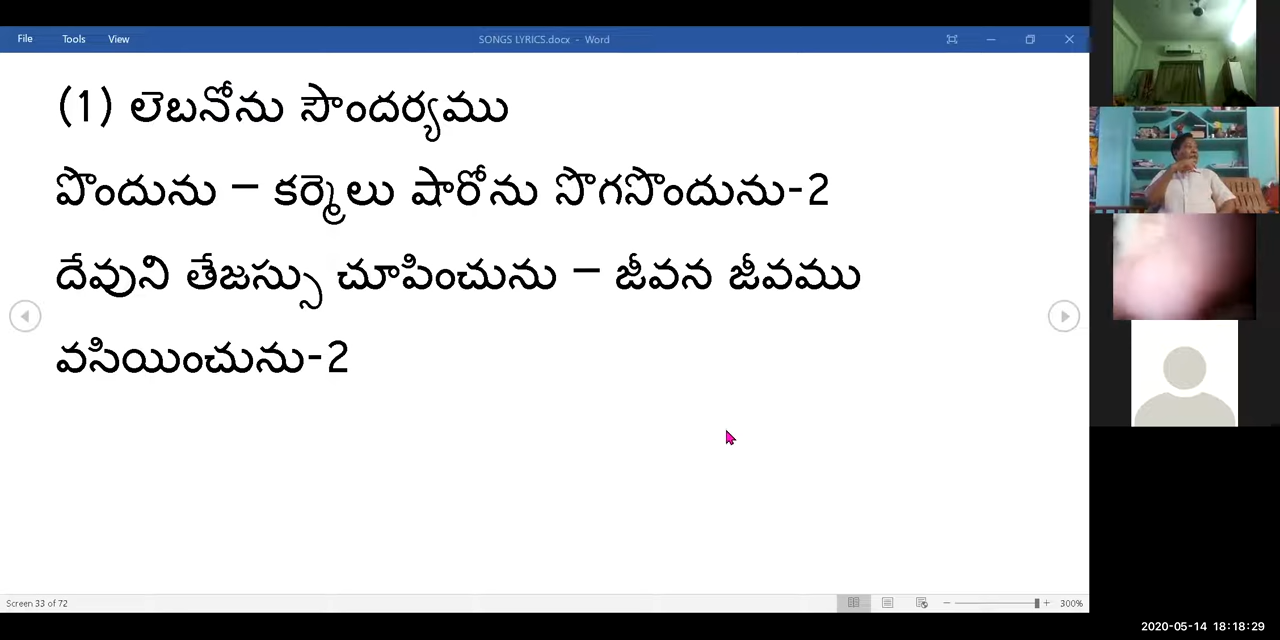 File Tools View SONGS LYRICS.docx - Word
(1) లెబనోను సౌందర్యము
పొందును – కర్మెలు షారోను సొగసొందును-2
దేవుని తేజస్సు చూపించును – జీవన జీవము
వసియించును-2
Screen 33 of 72 300%
2020-05-14 18:18:29